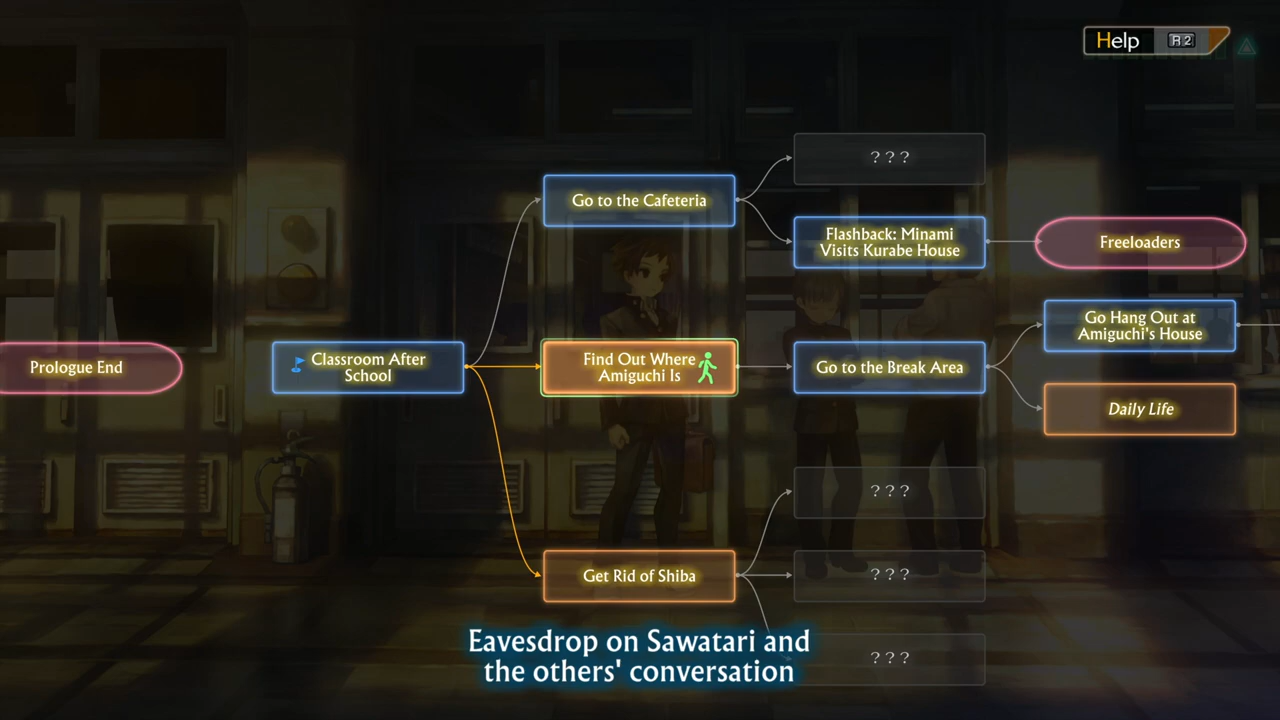 Help R2
???
Go to the Cafeteria
Flashback: Minami
Visits Kurabe House
Freeloaders
Go Hang Out at
Amiguchi's House
Prologue End
Classroom After
School
Find Out Where
Amiguchi Is
Go to the Break Area
Daily Life
???
Get Rid of Shiba
???
???
Eavesdrop on Sawatari and
the others' conversation